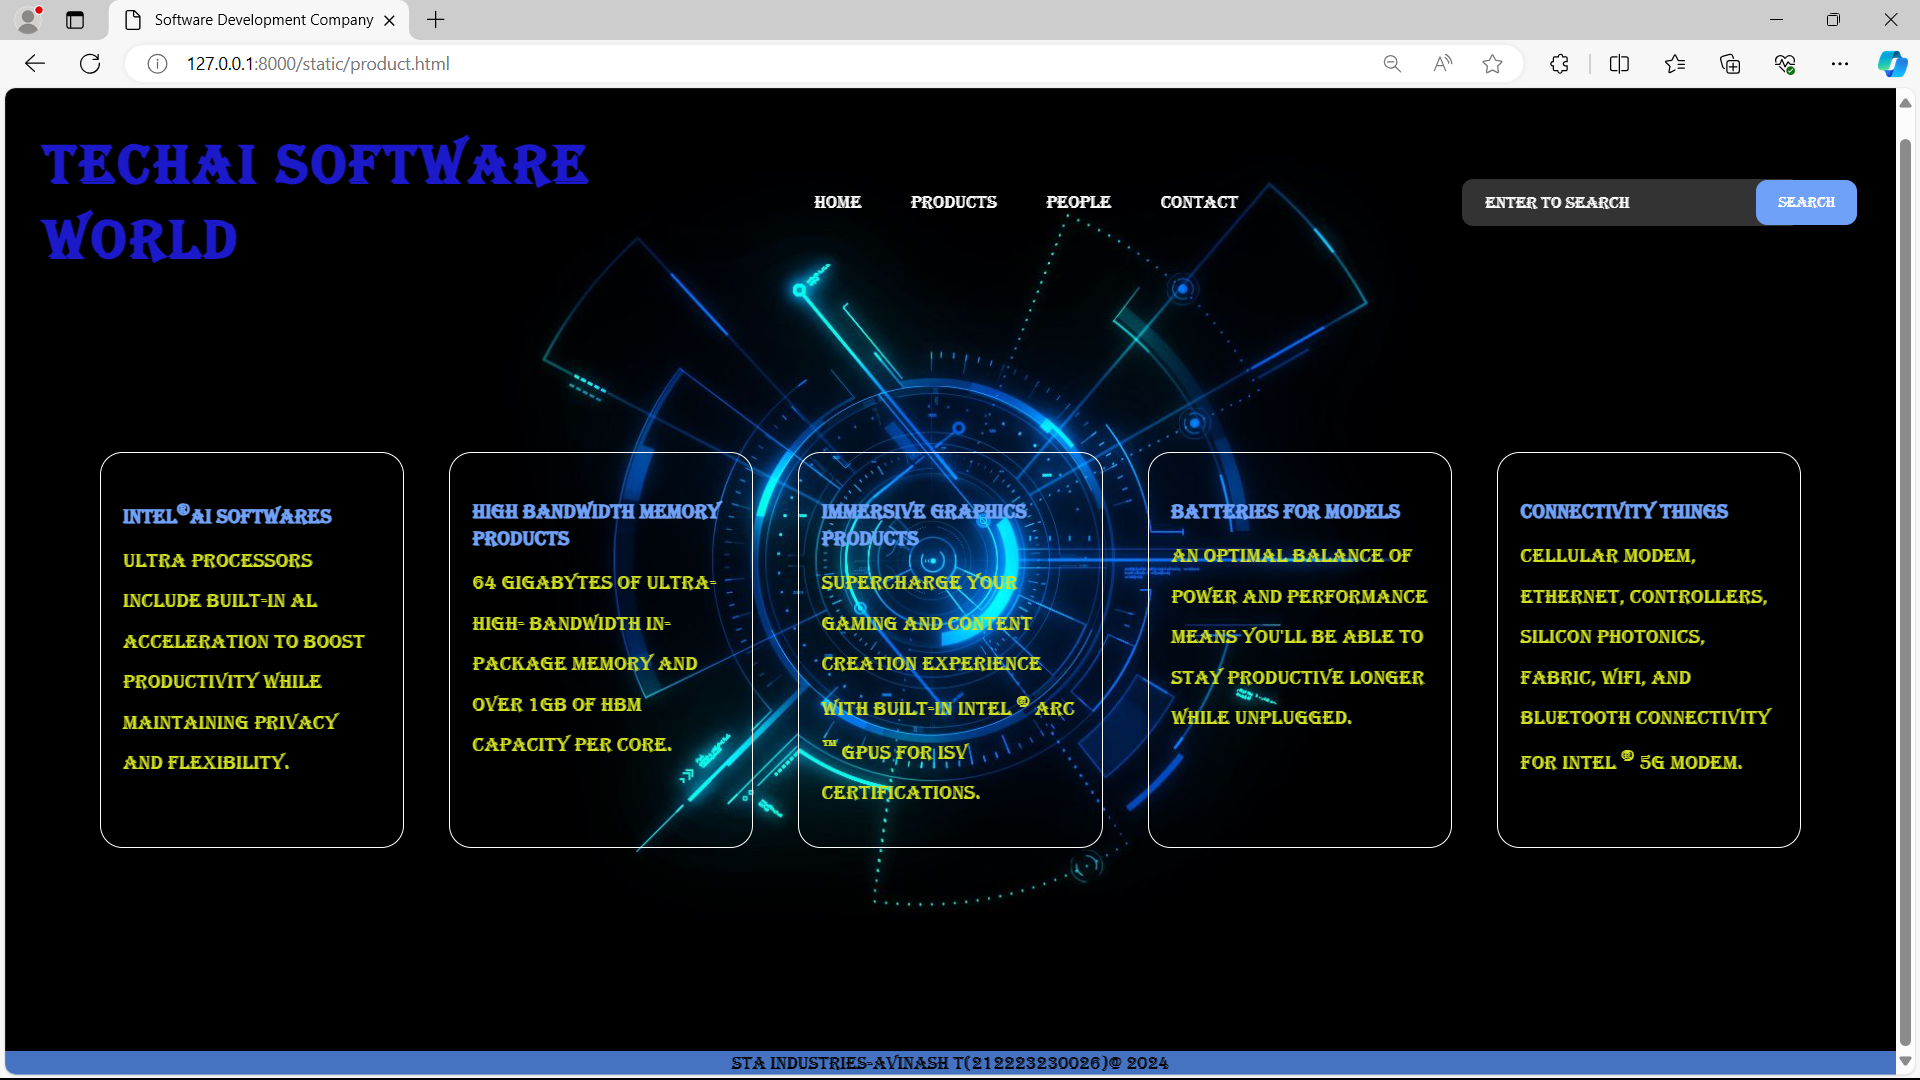 Software Development Company
127.0.0.1:8000/static/product.html
TECHAI SOFTWARE
WORLD
HOME PRODUCTS PEOPLE CONTACT
ENTER TO SEARCH SEARCH
INTEL®AI SOFTWARES
ULTRA PROCESSORS
INCLUDE BUILT-IN AL
ACCELERATION TO BOOST
PRODUCTIVITY WHILE
MAINTAINING PRIVACY
AND FLEXIBILITY.
HIGH BANDWIDTH MEMORY
PRODUCTS
64 GIGABYTES OF ULTRA-
HIGH- BANDWIDTH IN-
PACKAGE MEMORY AND
OVER 1GB OF HBM
CAPACITY PER CORE.
IMMERSIVE GRAPHICS
PRODUCTS
SUPERCHARGE YOUR
GAMING AND CONTENT
CREATION EXPERIENCE
WITH BUILT-IN INTEL ® ARC
™ GPUS FOR ISV
CERTIFICATIONS.
BATTERIES FOR MODELS
AN OPTIMAL BALANCE OF
POWER AND PERFORMANCE
MEANS YOU'LL BE ABLE TO
STAY PRODUCTIVE LONGER
WHILE UNPLUGGED.
CONNECTIVITY THINGS
CELLULAR MODEM,
ETHERNET, CONTROLLERS,
SILICON PHOTONICS,
FABRIC, WIFI, AND
BLUETOOTH CONNECTIVITY
FOR INTEL ® 5G MODEM.
STA INDUSTRIES-AVINASH T(212223230026)@ 2024